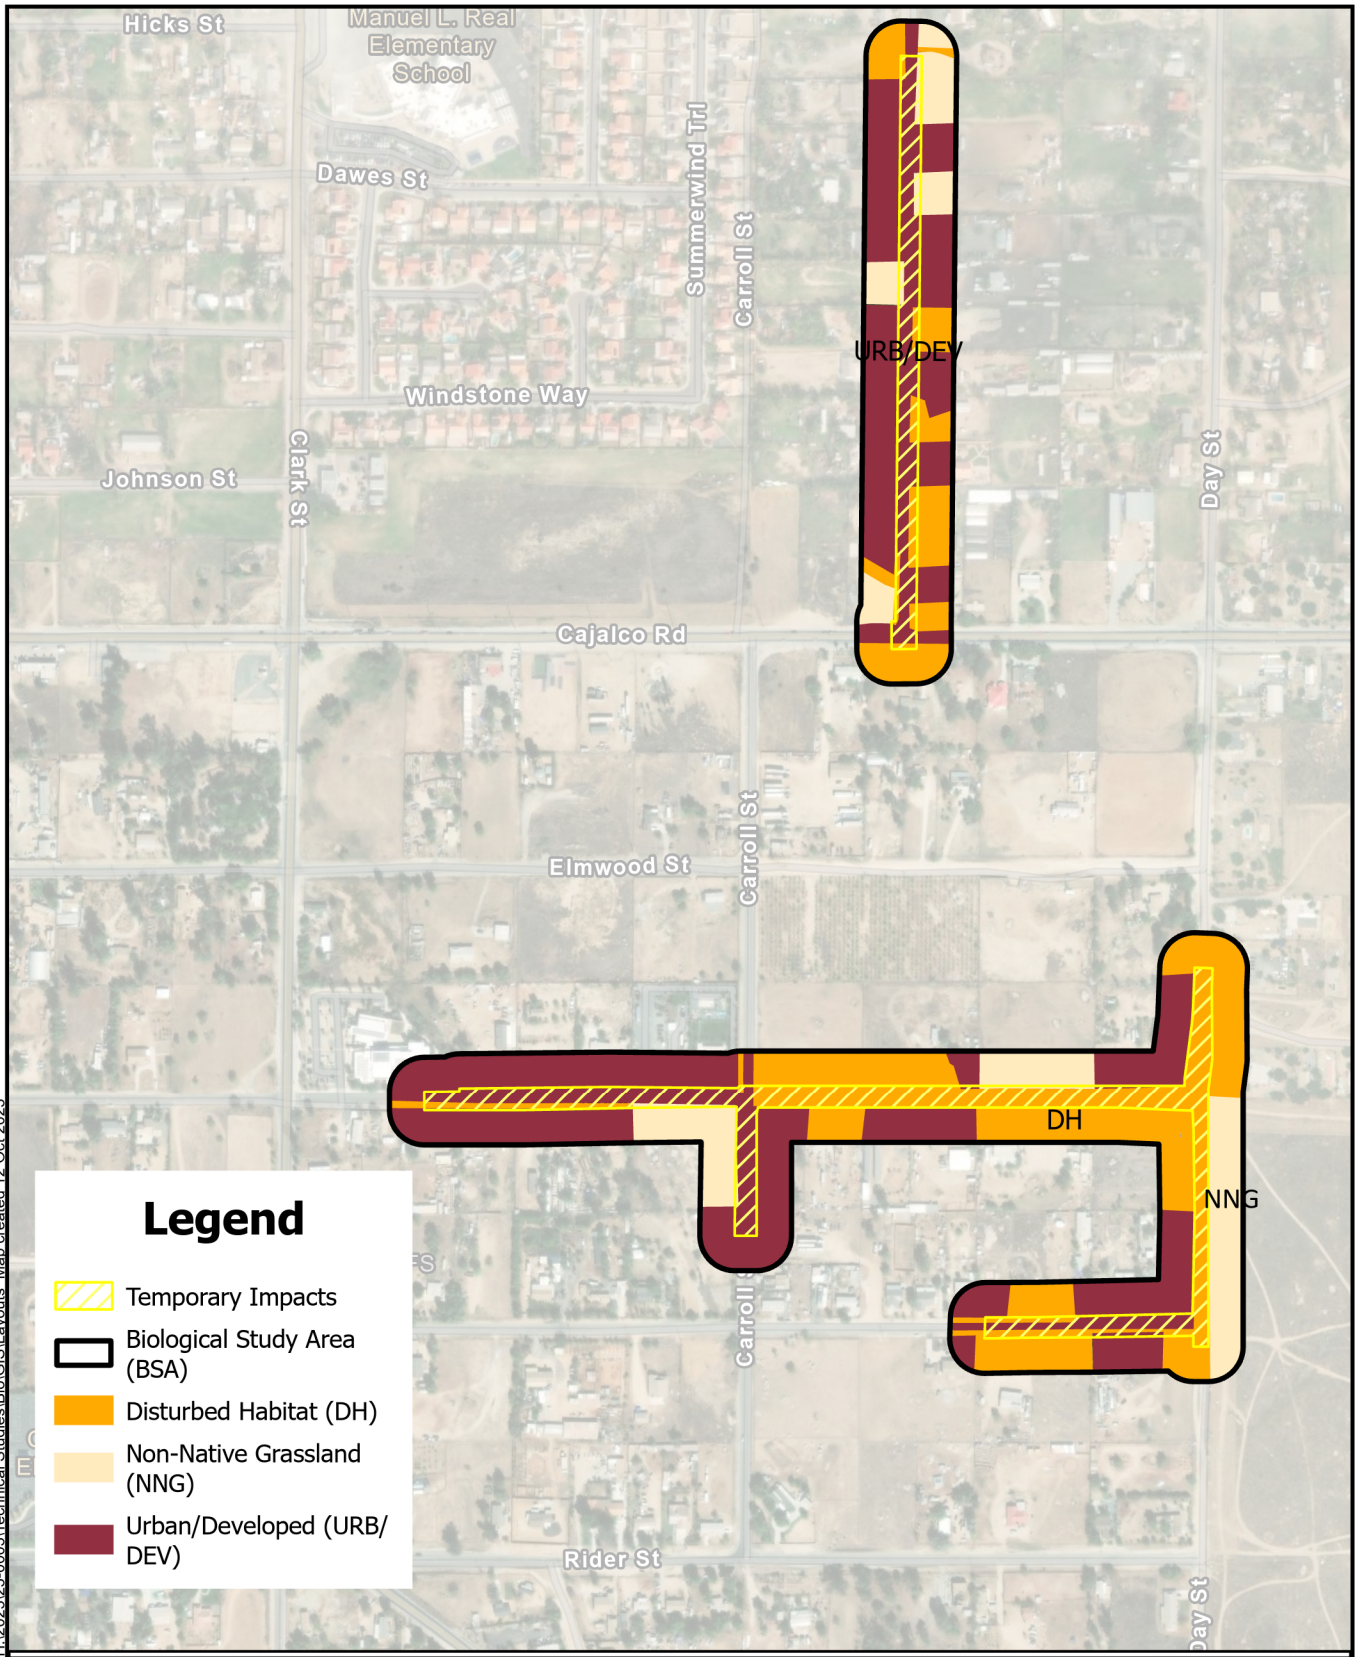 Hicks St
Manuel L. Real
Elementary
School
Dawes St
Summerwind Trl
Carroll St
URB/DEV
Windstone Way
Clark St
Johnson St
Day St
Cajalco Rd
Carroll St
Elmwood St
DH
NNG
Legend
Temporary Impacts
Biological Study Area
(BSA)
Disturbed Habitat (DH)
Non-Native Grassland
(NNG)
Urban/Developed (URB/
DEV)
Carroll S
Rider St
Day St